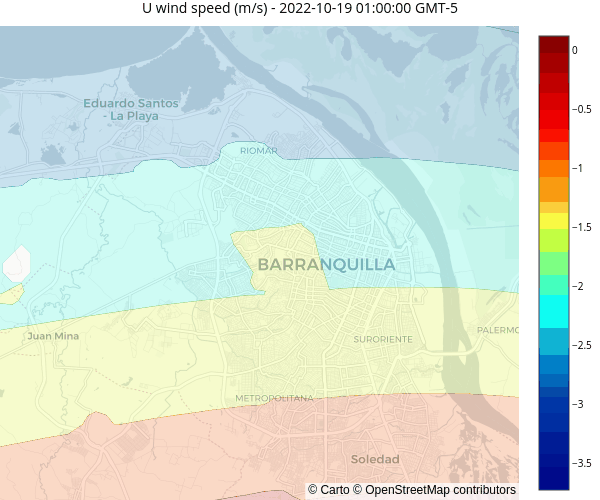 U wind speed (m/s) - 2022-10-19 01:00:00 GMT-5
0
−0.5
−1
−1.5
−2
−2.5
−3
−3.5
Eduardo Santos
- La Playa
RIOMAR
BARRANQUILLA
Juan Mina
SURORIENTE
PALERMO
METROPOLITANA
Soledad
© Carto © OpenStreetMap contributors